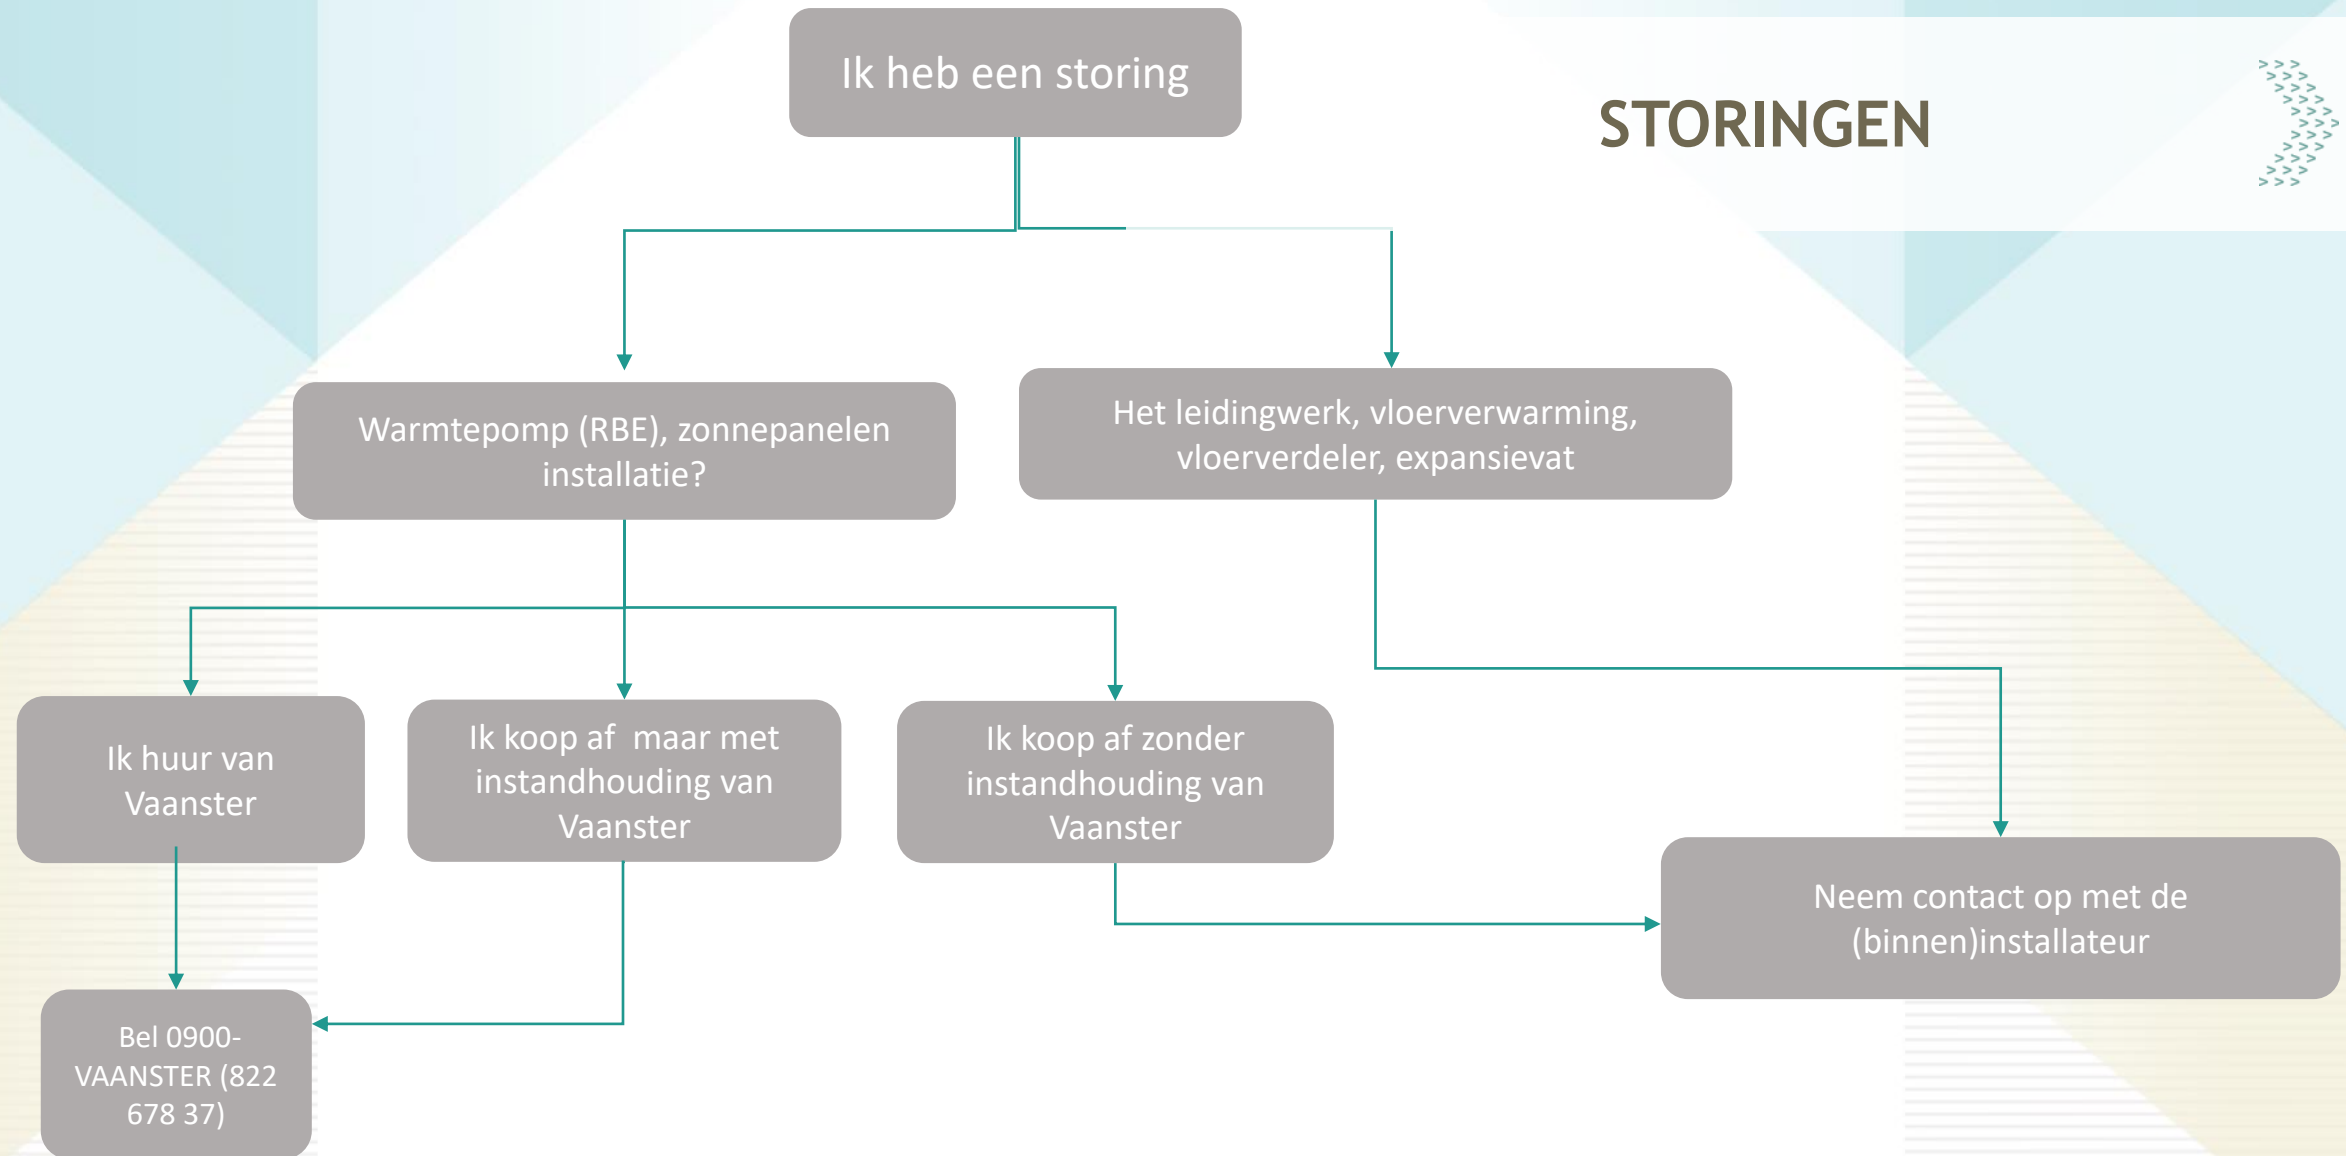 Ik heb een storing
STORINGEN
Warmtepomp (RBE), zonnepanelen
installatie?
Het leidingwerk, vloerverwarming,
vloerverdeler, expansievat
Ik huur van
Vaanster
Ik koop af  maar met
instandhouding van
Vaanster
Ik koop af zonder
instandhouding van
Vaanster
Neem contact op met de
(binnen)installateur
Bel 0900-
VAANSTER (822
678 37)